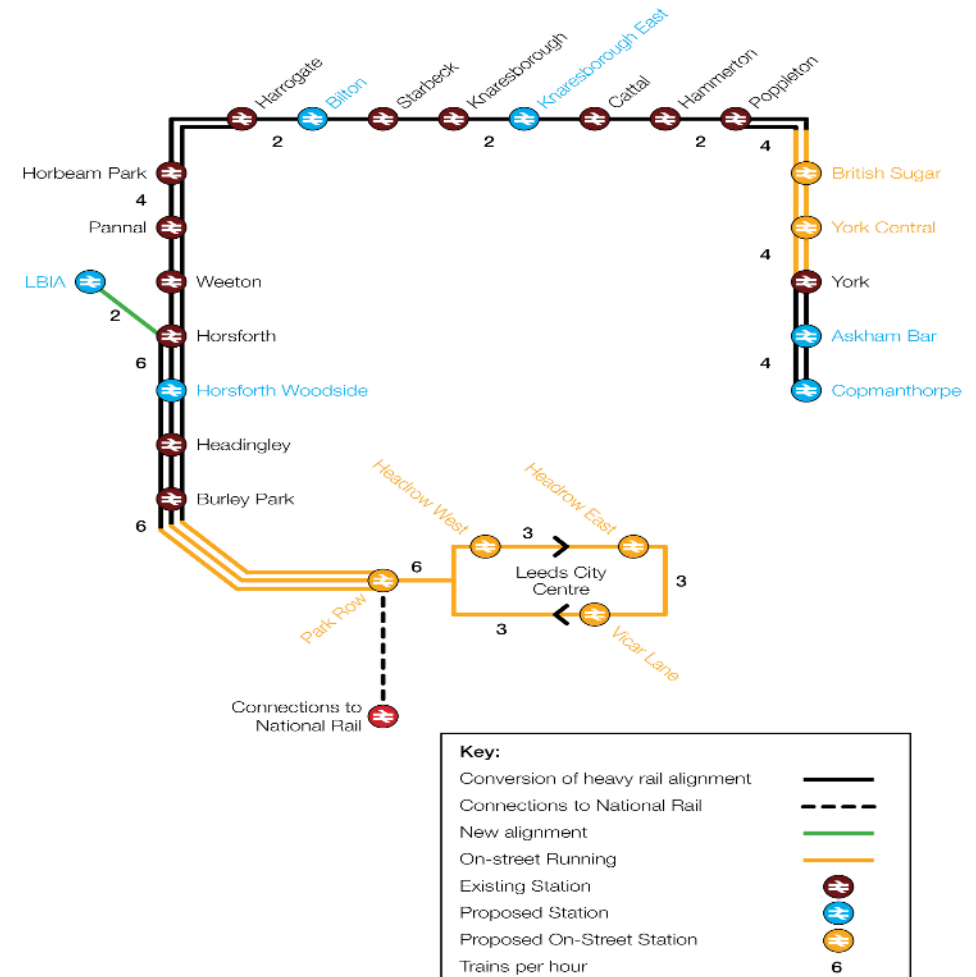 Harrogate
Bilton
Starbeck
Knaresborough
Knaresborough East
Cattal
Hammerton
Poppleton
2
2
2
4
Horbeam Park
4
British Sugar
Pannal
York Central
4
LBIA
Weeton
York
2
Horsforth
6
Askham Bar
4
Horsforth Woodside
Copmanthorpe
Headingley
Burley Park
6
Headrow West
Headrow East
3
6
Leeds City
Centre
3
Park Row
3
Vicar Lane
Connections to
National Rail
Key:
Conversion of heavy rail alignment
Connections to National Rail
New alignment
On-street Running
Existing Station
Proposed Station
Proposed On-Street Station
Trains per hour 6